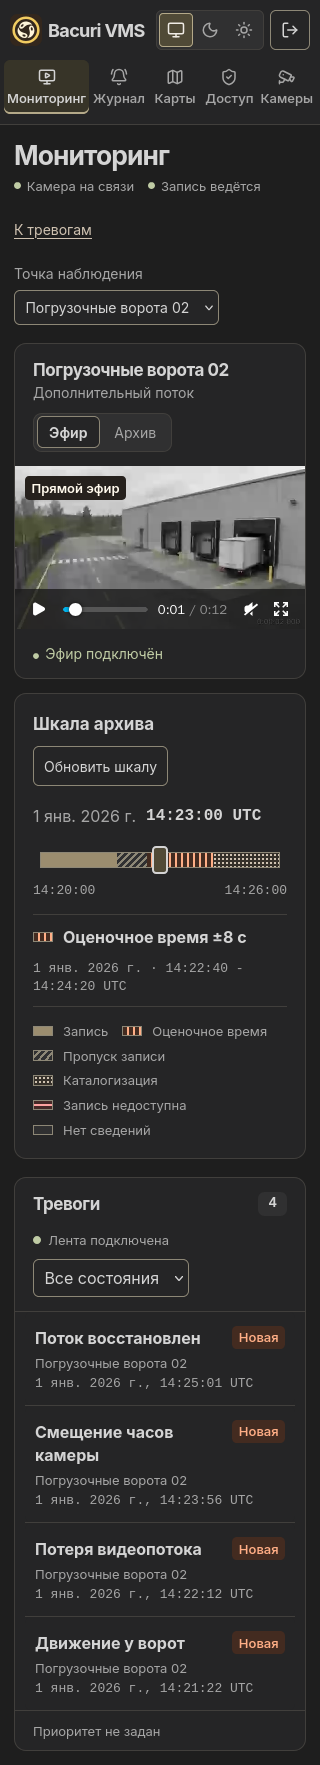 Bacuri VMS
Мониторинг
Журнал
Карты
Доступ
Камеры
Мониторинг
Камера на связи
Запись ведётся
К тревогам
Точка наблюдения
Погрузочные ворота 02
Погрузочные ворота 02
Дополнительный поток
Эфир
Архив
Прямой эфир
0:01 / 0:12
Эфир подключён
Шкала архива
Обновить шкалу
1 янв. 2026 г. 14:23:00 UTC
14:20:00
14:26:00
Оценочное время ±8 с
1 янв. 2026 г. · 14:22:40 -
14:24:20 UTC
Запись
Оценочное время
Пропуск записи
Каталогизация
Запись недоступна
Нет сведений
Тревоги
4
Лента подключена
Все состояния
Поток восстановлен
Новая
Погрузочные ворота 02
1 янв. 2026 г., 14:25:01 UTC
Смещение часов
камеры
Новая
Погрузочные ворота 02
1 янв. 2026 г., 14:23:56 UTC
Потеря видеопотока
Новая
Погрузочные ворота 02
1 янв. 2026 г., 14:22:12 UTC
Движение у ворот
Новая
Погрузочные ворота 02
1 янв. 2026 г., 14:21:22 UTC
Приоритет не задан